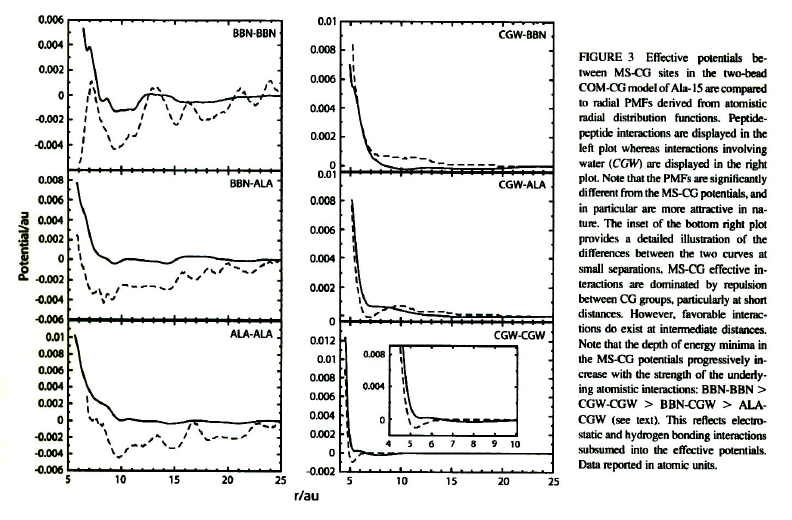 0.006
0.004
0.002
0
-0.002
-0.004
BBN-BBN
0.008
0.006
0.004
0.002
0
-0.002
-0.004
-0.006
BBN-ALA
0.01
0.008
0.006
0.004
0.002
0
-0.002
-0.004
-0.006
ALA-ALA
5 10 15 20 25
Potential/au
0.01
0.008
0.006
0.004
0.002
0
CGW-BBN
0.01
0.008
0.006
0.004
0.002
0
CGW-ALA
0.012
0.010
0.008
0.006
0.004
0.002
0.00
-0.002
CGW-CGW
0.008
0.004
0
4 5 6 7 8 9 10
5 10 15 20 25
r/au
FIGURE 3 Effective potentials be-
tween MS-CG sites in the two-bead
COM-CG model of Ala-15 are compared
to radial PMFs derived from atomistic
radial distribution functions. Peptide-
peptide interactions are displayed in the
left plot whereas interactions involving
water (CGW) are displayed in the right
plot. Note that the PMFs are significantly
different from the MS-CG potentials, and
in particular are more attractive in na-
ture. The inset of the bottom right plot
provides a detailed illustration of the
differences between the two curves at
small separations. MS-CG effective in-
teractions are dominated by repulsion
between CG groups, particularly at short
distances. However, favorable interac-
tions do exist at intermediate distances.
Note that the depth of energy minima in
the MS-CG potentials progressively in-
crease with the strength of the underly-
ing atomistic interactions: BBN-BBN >
CGW-CGW > BBN-CGW > ALA-
CGW (see text). This reflects electro-
static and hydrogen bonding interactions
subsumed into the effective potentials.
Data reported in atomic units.